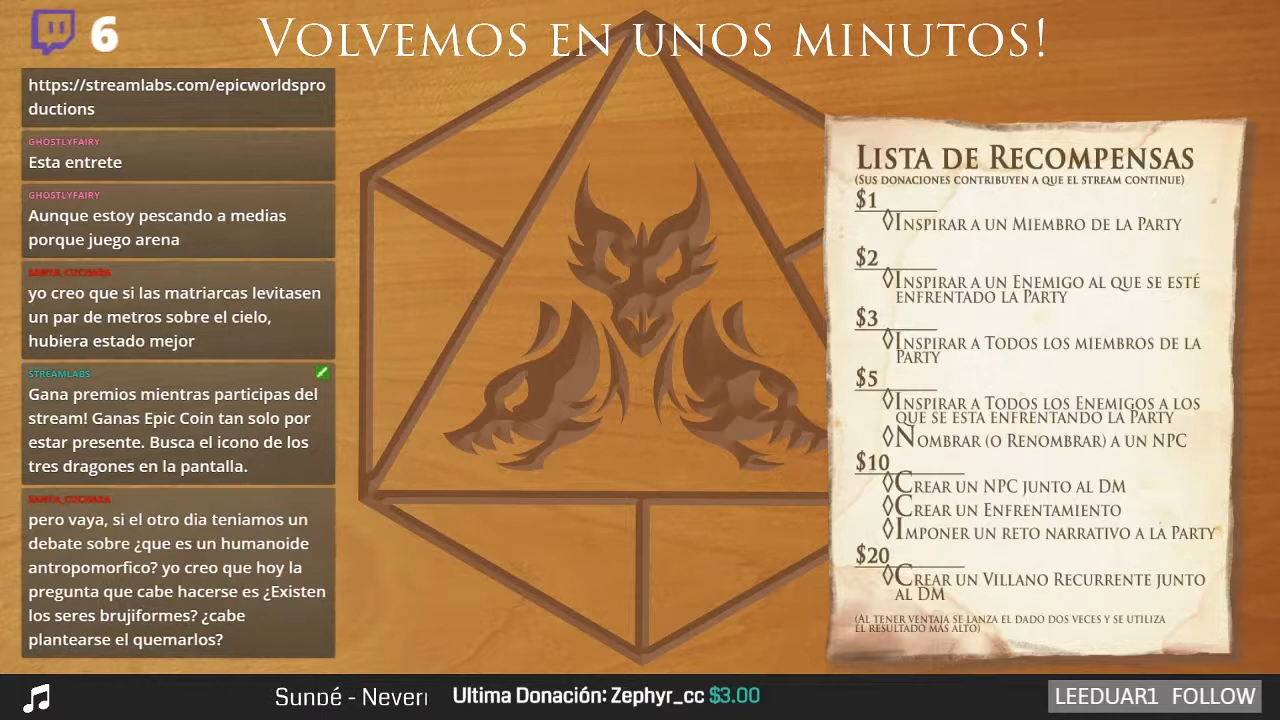 6
VOLVEMOS EN UNOS MINUTOS!
https://streamlabs.com/epicworldspro
ductions
GHOSTLYFAIRY
Esta entrete
GHOSTLYFAIRY
Aunque estoy pescando a medias
porque juego arena
SANTA_CUCHARA
yo creo que si las matriarcas levitasen
un par de metros sobre el cielo,
hubiera estado mejor
STREAMLABS
Gana premios mientras participas del
stream! Ganas Epic Coin tan solo por
estar presente. Busca el icono de los
tres dragones en la pantalla.
SANTA_CUCHARA
pero vaya, si el otro dia teniamos un
debate sobre ¿que es un humanoide
antropomorfico? yo creo que hoy la
pregunta que cabe hacerse es ¿Existen
los seres brujiformes? ¿cabe
plantearse el quemarlos?
LISTA DE RECOMPENSAS
(SUS DONACIONES CONTRIBUYEN A QUE EL STREAM CONTINUE)
$1
◊INSPIRAR A UN MIEMBRO DE LA PARTY
$2
◊INSPIRAR A UN ENEMIGO AL QUE SE ESTÉ
ENFRENTADO LA PARTY
$3
◊INSPIRAR A TODOS LOS MIEMBROS DE LA
PARTY
$5
◊INSPIRAR A TODOS LOS ENEMIGOS A LOS
QUE SE ESTA ENFRENTANDO LA PARTY
◊NOMBRAR (O RENOMBRAR) A UN NPC
$10
◊CREAR UN NPC JUNTO AL DM
◊CREAR UN ENFRENTAMIENTO
◊IMPONER UN RETO NARRATIVO A LA PARTY
$20
◊CREAR UN VILLANO RECURRENTE JUNTO
AL DM
(AL TENER VENTAJA SE LANZA EL DADO DOS VECES Y SE UTILIZA
EL RESULTADO MÁS ALTO)
Sundé - Never
Ultima Donación: Zephyr_cc $3.00
LEEDUAR1 FOLLOW